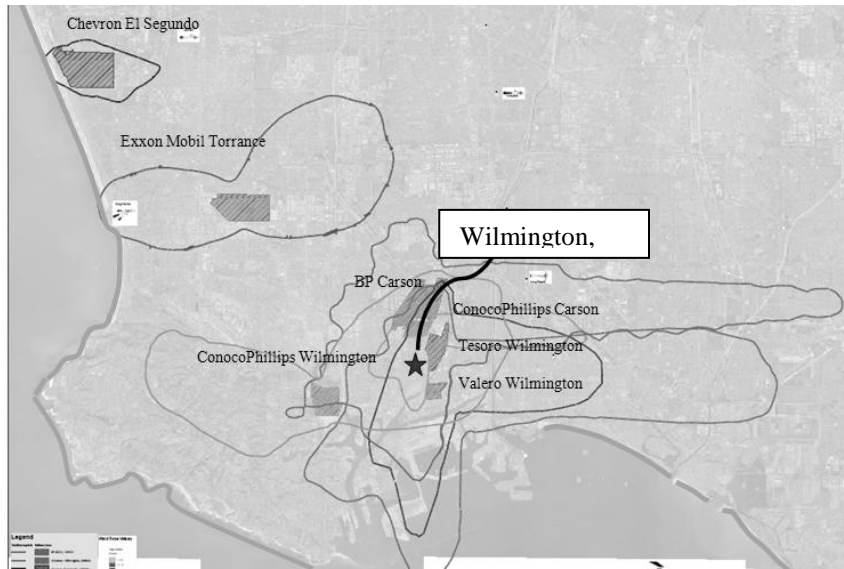 Chevron El Segundo
Exxon Mobil Torrance
Wilmington,
BP Carson
ConocoPhillips Carson
Tesoro Wilmington
ConocoPhillips Wilmington
Valero Wilmington
Legend